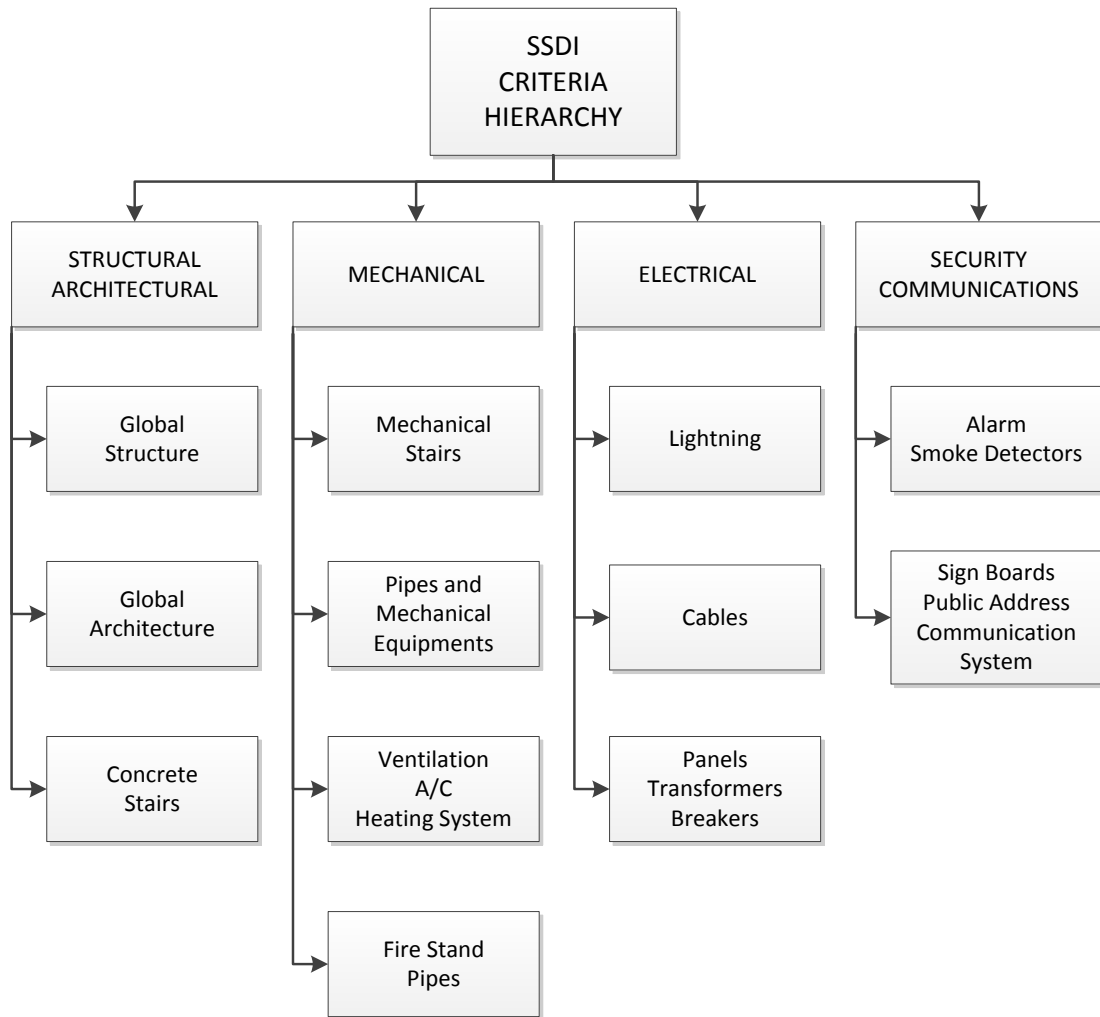 SSDI
CRITERIA
HIERARCHY
STRUCTURAL
ARCHITECTURAL
MECHANICAL
ELECTRICAL
SECURITY
COMMUNICATIONS
Global
Structure
Mechanical
Stairs
Lightning
Alarm
Smoke Detectors
Global
Architecture
Pipes and
Mechanical
Equipments
Cables
Sign Boards
Public Address
Communication
System
Concrete
Stairs
Ventilation
A/C
Heating System
Panels
Transformers
Breakers
Fire Stand
Pipes